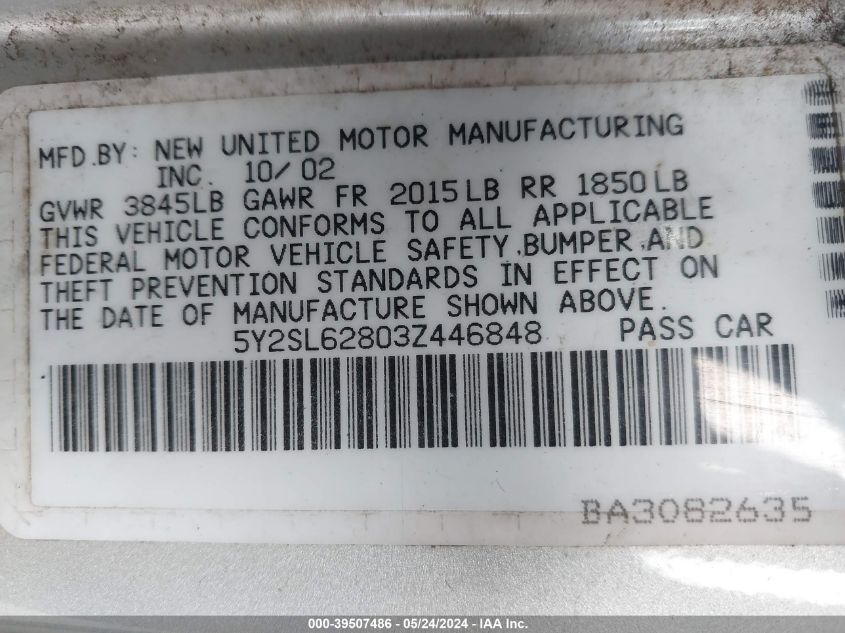 MFD.BY: NEW UNITED MOTOR MANUFACTURING
INC. 10/02
GVWR 3845LB GAWR FR 2015LB RR 1850LB
THIS VEHICLE CONFORMS TO ALL APPLICABLE
FEDERAL MOTOR VEHICLE SAFETY,BUMPER,AND
THEFT PREVENTION STANDARDS IN EFFECT ON
THE DATE OF MANUFACTURE SHOWN ABOVE.
5Y2SL62803Z446848 PASS CAR
BA3082635
000-39507486 - 05/24/2024 - IAA Inc.